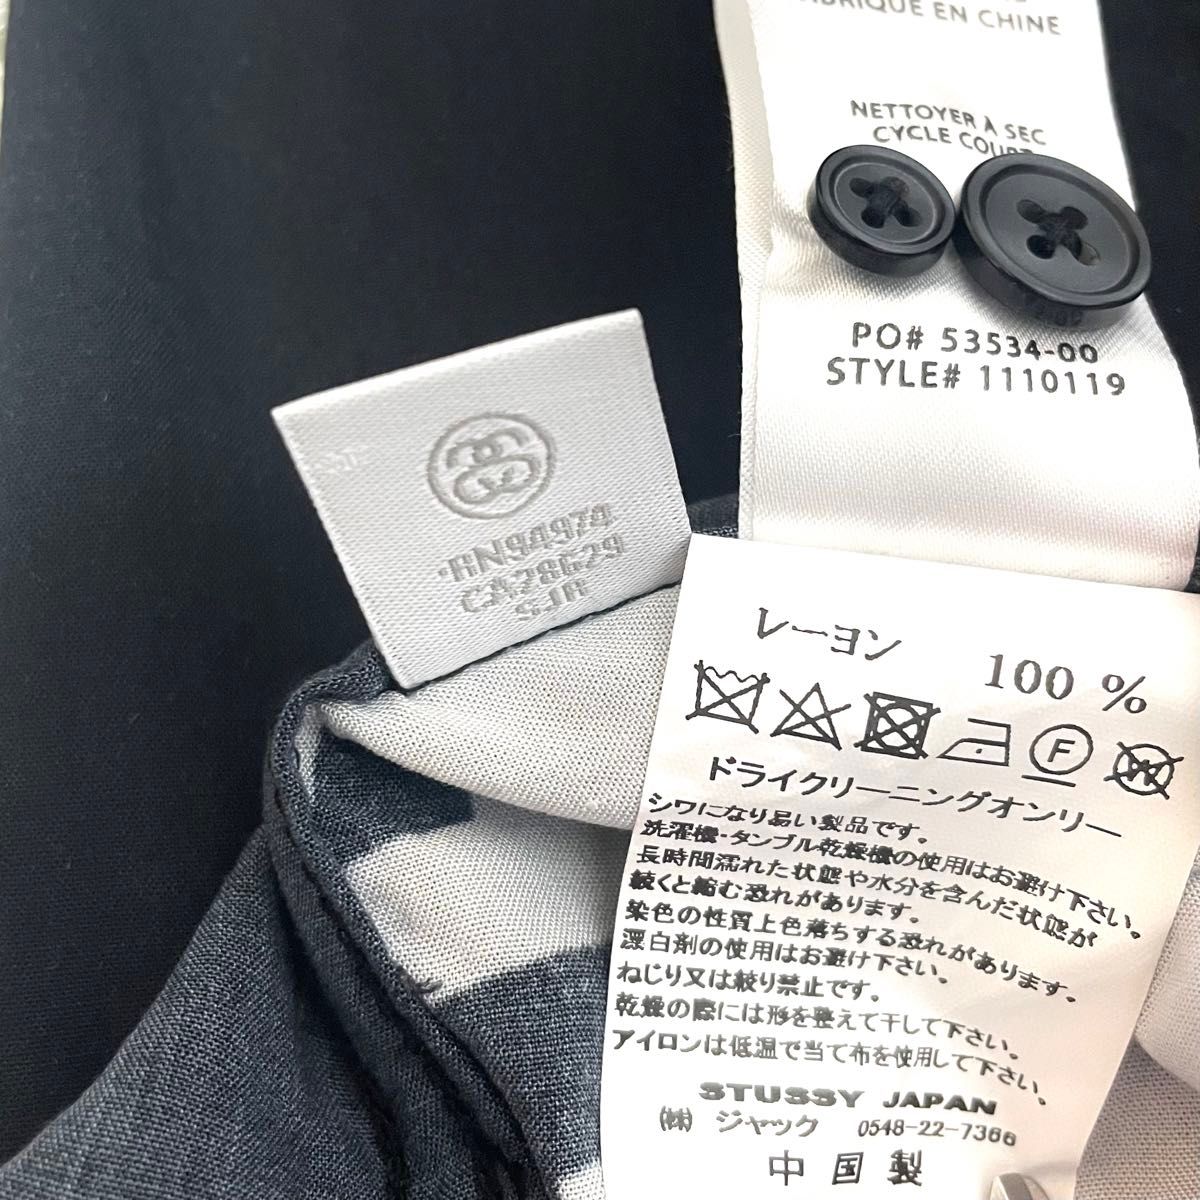 FABRIQUE EN CHINE
NETTOYER À SEC
CYCLE COURT
PO# 53534-00
STYLE# 1110119
RN94974
CA28629
SJR
レーヨン 100 %
F
W
ドライクリーニングオンリー
シワになり易い製品です。
洗濯機・タンブル乾燥機の使用はお避け下さい。
長時間濡れた状態や水分を含んだ状態が
続くと縮む恐れがあります。
染色の性質上色落ちする恐れがあります。
漂白剤の使用はお避け下さい。
ねじり又は絞り禁止です。
乾燥の際には形を整えて干して下さい。
アイロンは低温で当て布を使用して下さい。
STUSSY JAPAN
㈱ ジャック 0548-22-7366
中国製